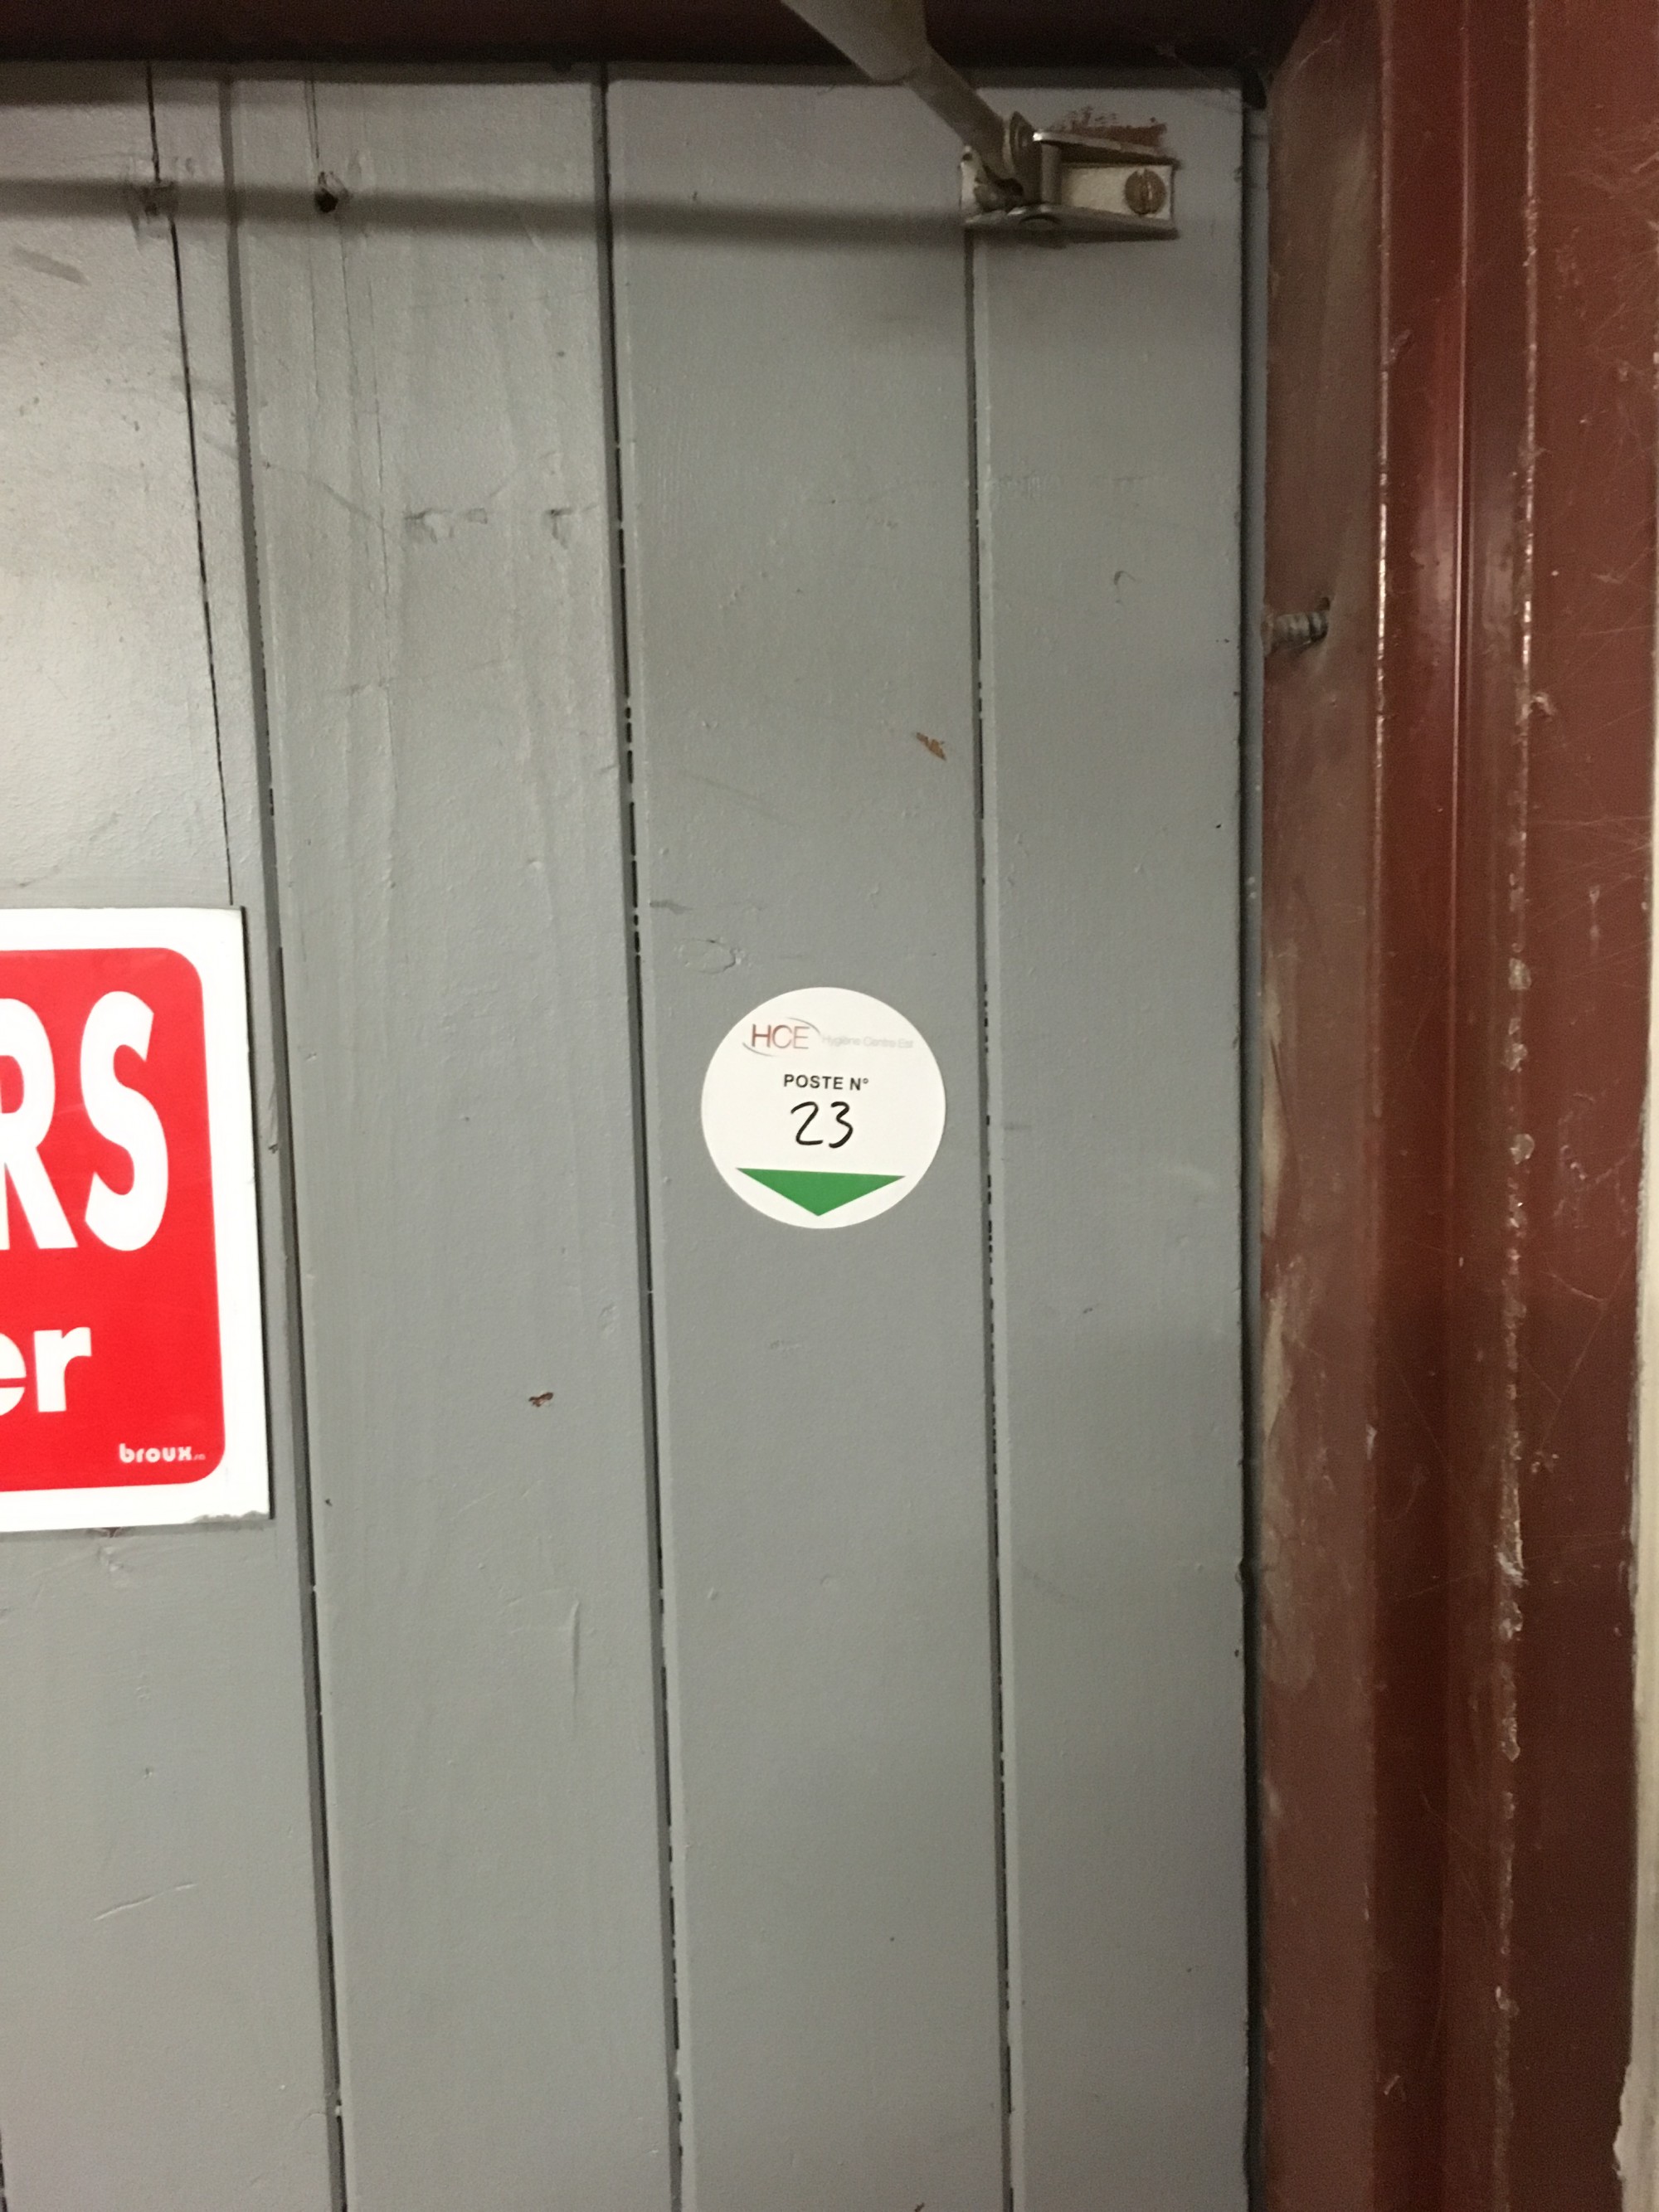 RS
er
broux
HCE Hygiène Centre Est
POSTE N°
23